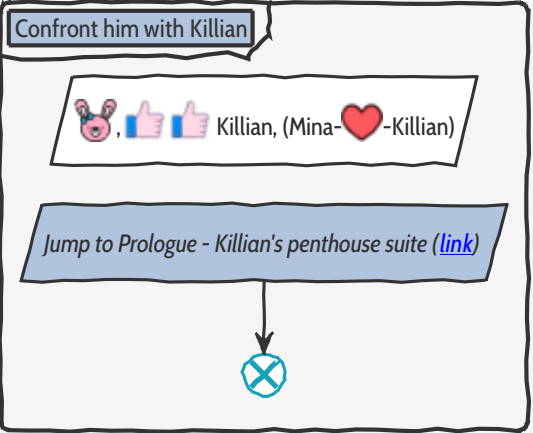 Confront him with Killian
, Killian, (Mina--Killian)
Jump to Prologue - Killian's penthouse suite (link)